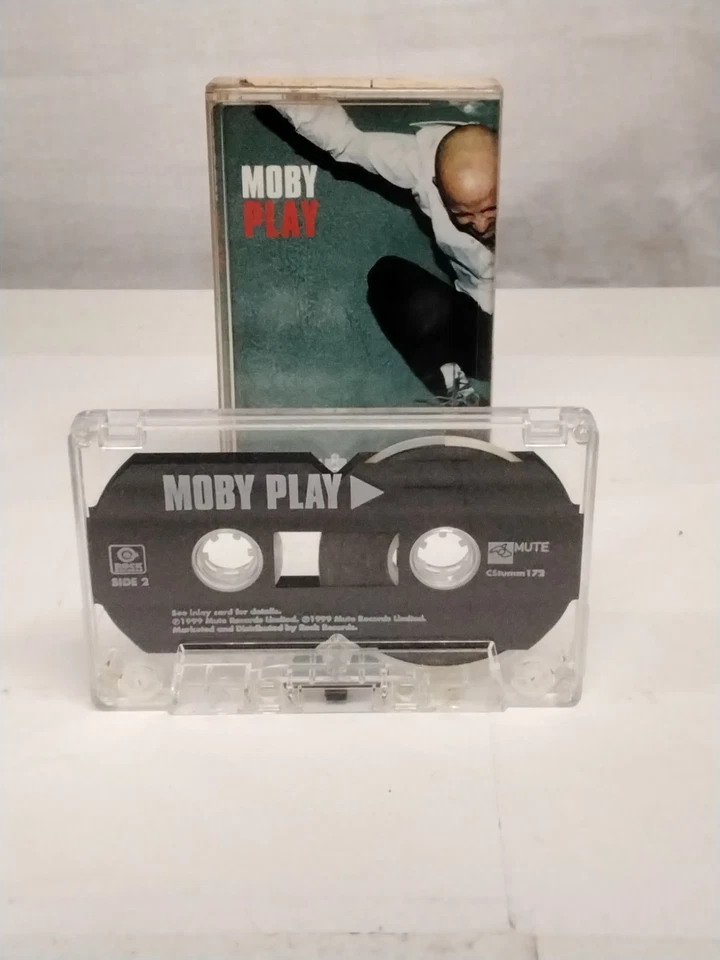 MOBY
PLAY
MOBY PLAY
ROCK
MUTE
SIDE 2
CStumm172
See inlay card for details.
℗1999 Mute Records Limited. ©1999 Mute Records Limited.
Marketed and Distributed by Rock Records.